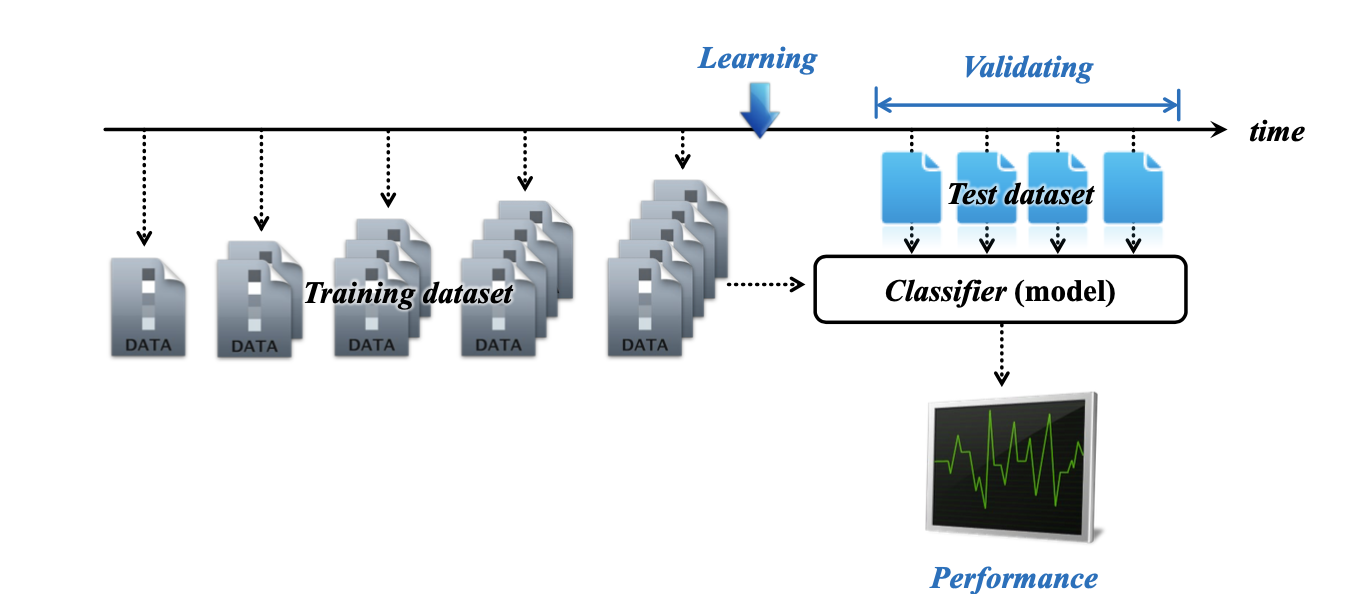 Learning
Validating
time
Test dataset
Training dataset
Classifier (model)
DATA
DATA
DATA
DATA
DATA
Performance